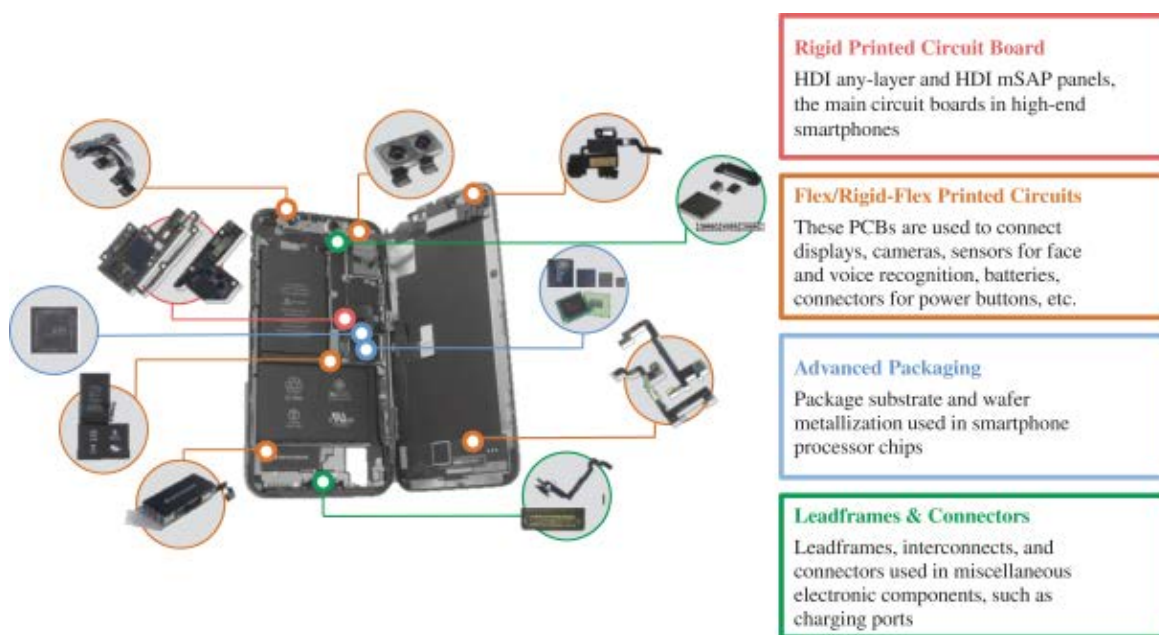 Rigid Printed Circuit Board
HDI any-layer and HDI mSAP panels,
the main circuit boards in high-end
smartphones
Flex/Rigid-Flex Printed Circuits
These PCBs are used to connect
displays, cameras, sensors for face
and voice recognition, batteries,
connectors for power buttons, etc.
Advanced Packaging
Package substrate and wafer
metallization used in smartphone
processor chips
Leadframes & Connectors
Leadframes, interconnects, and
connectors used in miscellaneous
electronic components, such as
charging ports